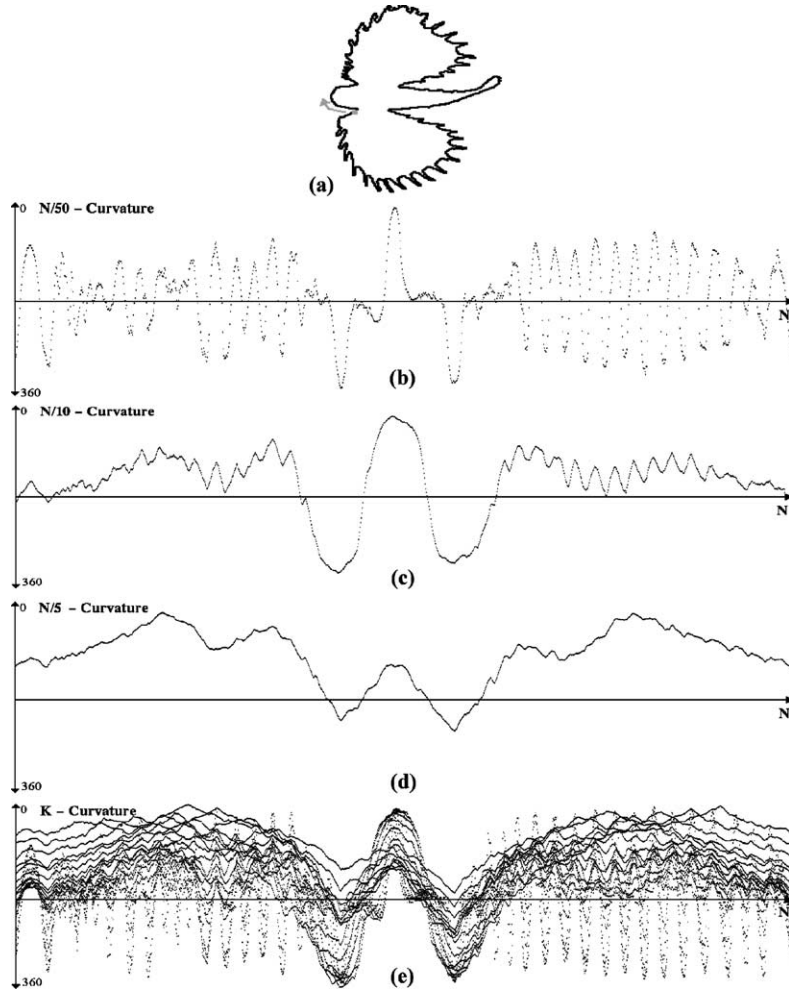 (a)
0 N/50 – Curvature
N
360
(b)
0 N/10 – Curvature
N
360
(c)
0 N/5 – Curvature
N
360
(d)
0 K – Curvature
N
360
(e)